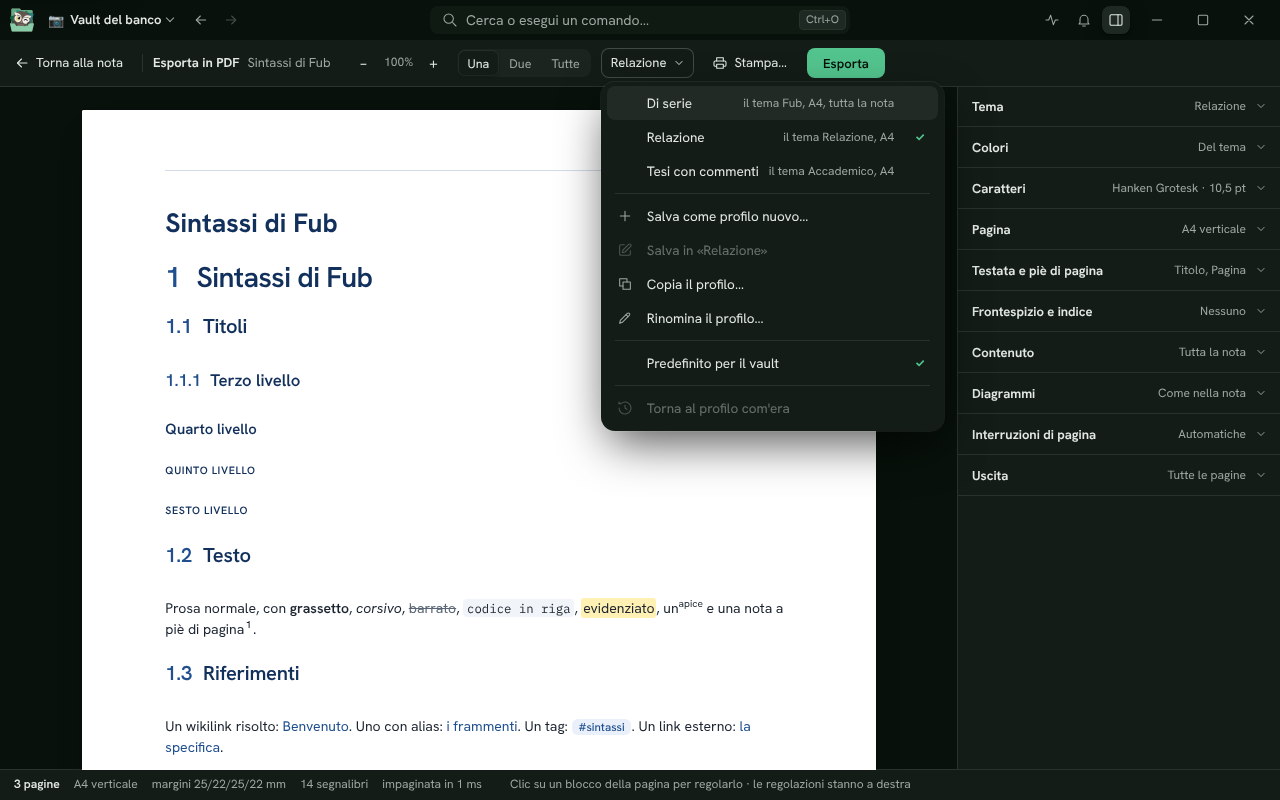 Vault del banco
Cerca o esegui un comando...
Ctrl+O
Torna alla nota
Esporta in PDF Sintassi di Fub
− 100% +
Una Due Tutte
Relazione
Stampa...
Esporta
Di serie il tema Fub, A4, tutta la nota
Relazione il tema Relazione, A4
Tesi con commenti il tema Accademico, A4
Salva come profilo nuovo...
Salva in «Relazione»
Copia il profilo...
Rinomina il profilo...
Predefinito per il vault
Torna al profilo com'era
Sintassi di Fub
1 Sintassi di Fub
1.1 Titoli
1.1.1 Terzo livello
Quarto livello
QUINTO LIVELLO
SESTO LIVELLO
1.2 Testo
Prosa normale, con grassetto, corsivo, barrato, codice in riga, evidenziato, unapice e una nota a
piè di pagina1.
1.3 Riferimenti
Un wikilink risolto: Benvenuto. Uno con alias: i frammenti. Un tag: #sintassi. Un link esterno: la
specifica.
Tema Relazione
Colori Del tema
Caratteri Hanken Grotesk · 10,5 pt
Pagina A4 verticale
Testata e piè di pagina Titolo, Pagina
Frontespizio e indice Nessuno
Contenuto Tutta la nota
Diagrammi Come nella nota
Interruzioni di pagina Automatiche
Uscita Tutte le pagine
3 pagine A4 verticale margini 25/22/25/22 mm 14 segnalibri impaginata in 1 ms Clic su un blocco della pagina per regolarlo · le regolazioni stanno a destra